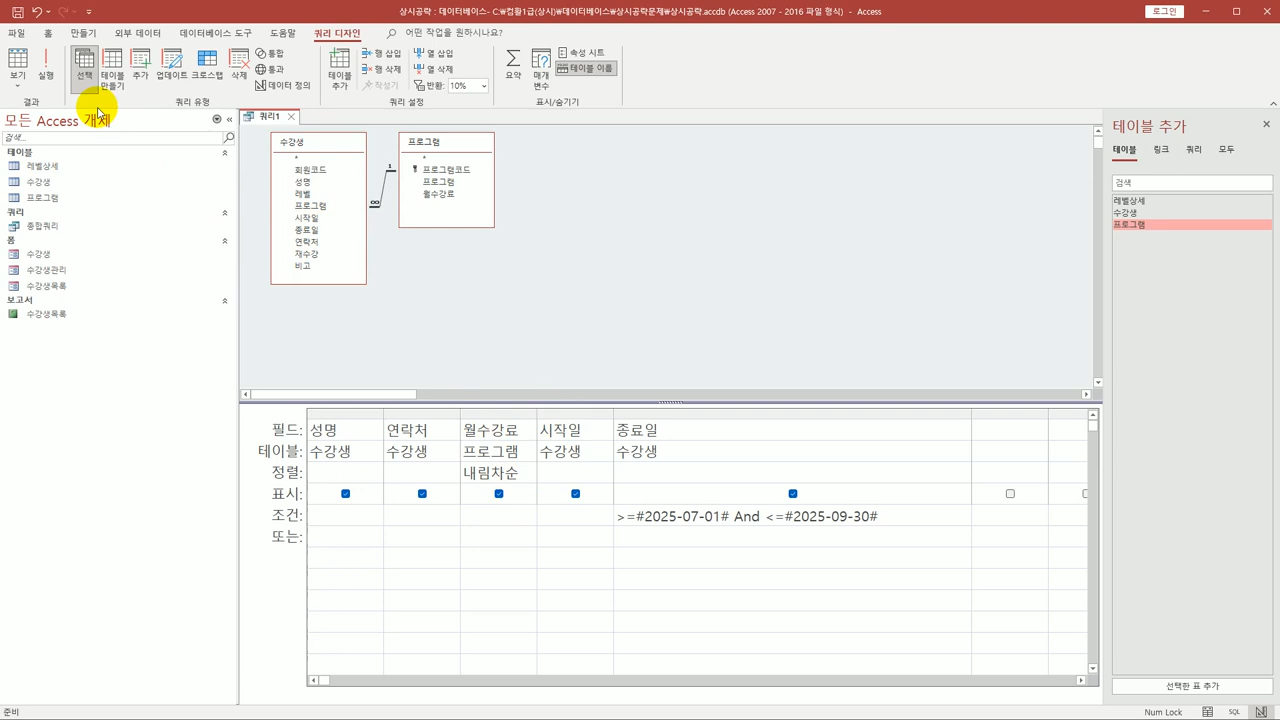 상시공략 : 데이터베이스- C:₩컴활1급(상시)₩데이터베이스₩상시공략문제₩상시공략.accdb (Access 2007 - 2016 파일 형식) - Access
로그인
파일 홈 만들기 외부 데이터 데이터베이스 도구 도움말 쿼리 디자인 어떤 작업을 원하시나요?
보기 실행 선택 테이블 만들기 추가 업데이트 크로스탭 삭제
통합
통과
데이터 정의
테이블 추가
행 삽입
행 삭제
작성기
열 삽입
열 삭제
반환: 10%
요약 매개 변수
속성 시트
테이블 이름
결과 쿼리 유형 쿼리 설정 표시/숨기기
모든 Access 개체
검색...
테이블
레벨상세
수강생
프로그램
쿼리
종합쿼리
폼
수강생
수강생관리
수강생목록
보고서
수강생목록
쿼리1
수강생
*
회원코드
성명
레벨
프로그램
시작일
종료일
연락처
재수강
비고
1
∞
프로그램
*
프로그램코드
프로그램
월수강료
필드: 성명 연락처 월수강료 시작일 종료일
테이블: 수강생 수강생 프로그램 수강생 수강생
정렬: 내림차순
표시:
조건: >=#2025-07-01# And <=#2025-09-30#
또는:
테이블 추가
테이블 링크 쿼리 모두
검색
레벨상세
수강생
프로그램
선택한 표 추가
준비
Num Lock
SQL